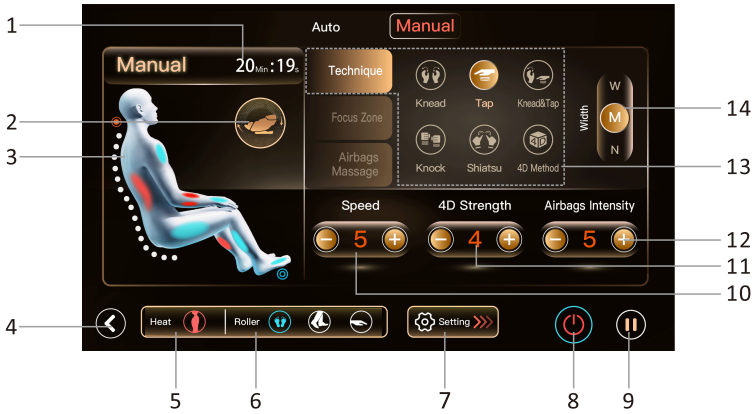 1
Auto
Manual
Manual
20Min:19s
2
3
Technique
Focus Zone
Airbags
Massage
Knead
Tap
Knead&Tap
Knock
Shiatsu
4D Method
Width
W
M
N
14
13
Speed
4D Strength
Airbags Intensity
5
4
5
12
11
10
4
Heat
Roller
Setting
5
6
7
8
9